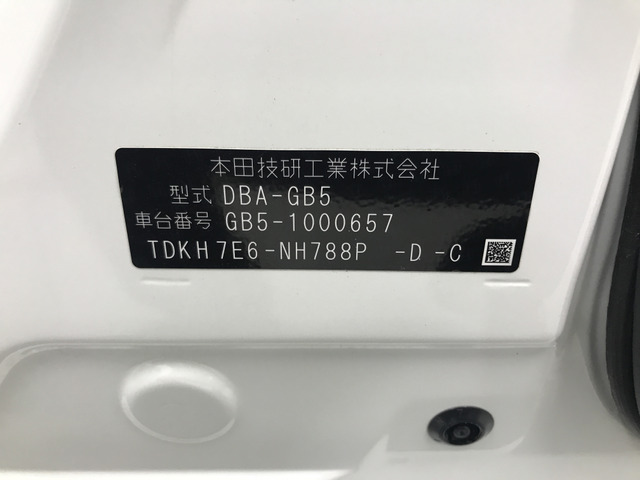 本田技研工業株式会社
型式 DBA-GB5
車台番号 GB5-1000657
TDKH7E6-NH788P -D-C